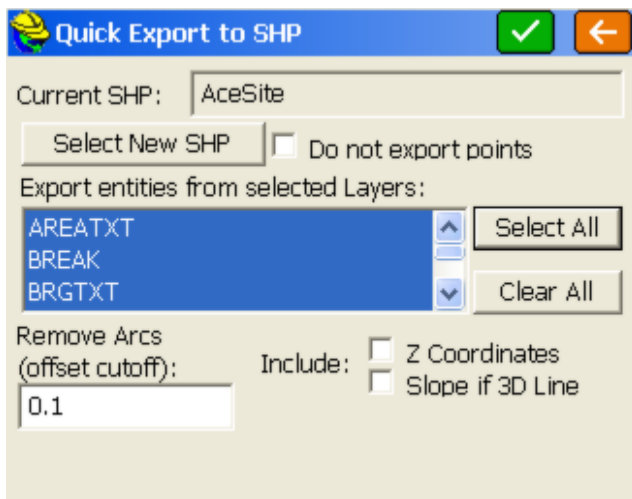 Quick Export to SHP
Current SHP: AceSite
Select New SHP Do not export points
Export entities from selected Layers:
AREATXT Select All
BREAK
BRGTXT Clear All
Remove Arcs
(offset cutoff): Include: Z Coordinates
0.1 Slope if 3D Line